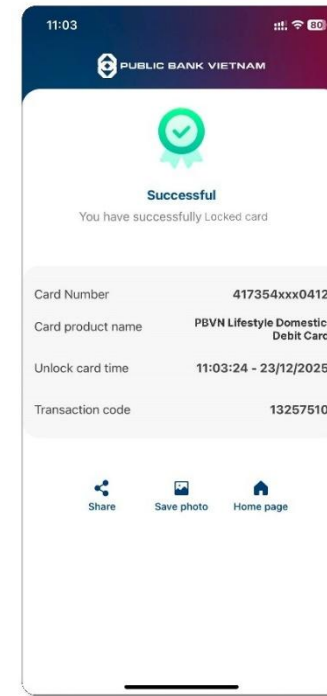 11:03 80
PUBLIC BANK VIETNAM
Successful
You have successfully Locked card
Card Number 417354xxx0412
Card product name PBVN Lifestyle Domestic
Debit Card
Unlock card time 11:03:24 - 23/12/2025
Transaction code 13257510
Share Save photo Home page